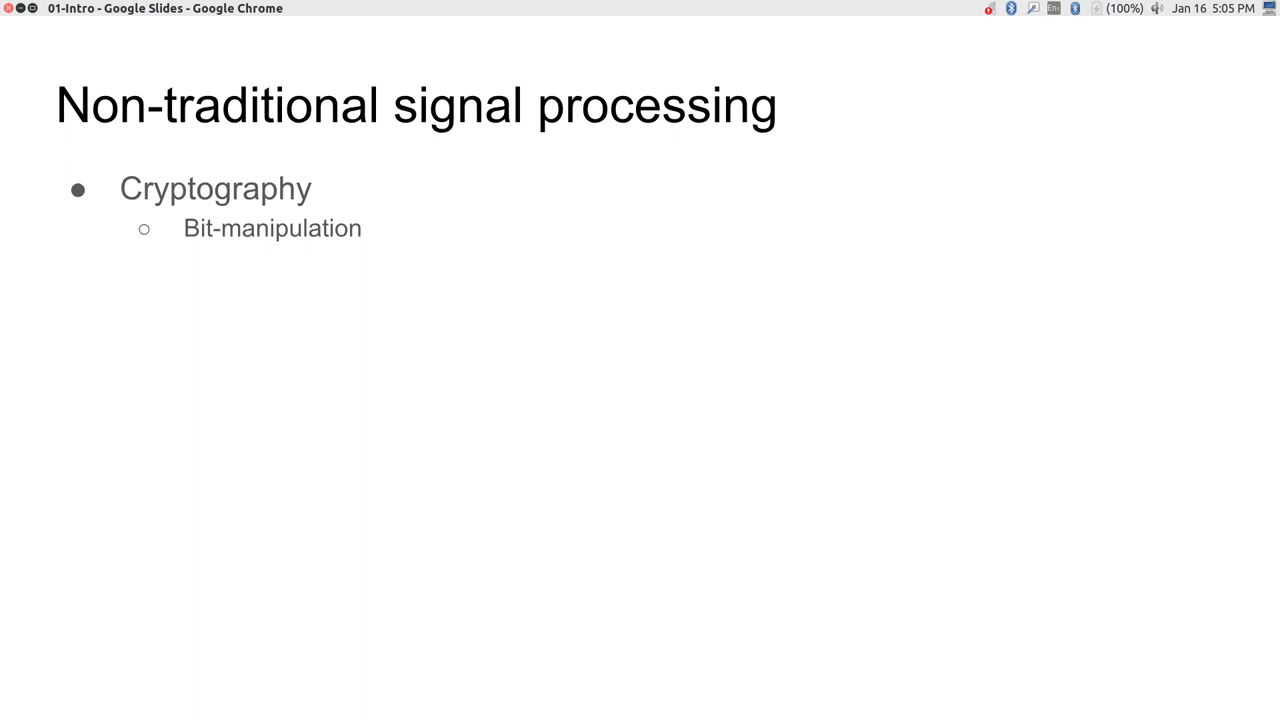 01-Intro - Google Slides - Google Chrome
En₁ (100%) Jan 16 5:05 PM
Non-traditional signal processing
● Cryptography
○ Bit-manipulation